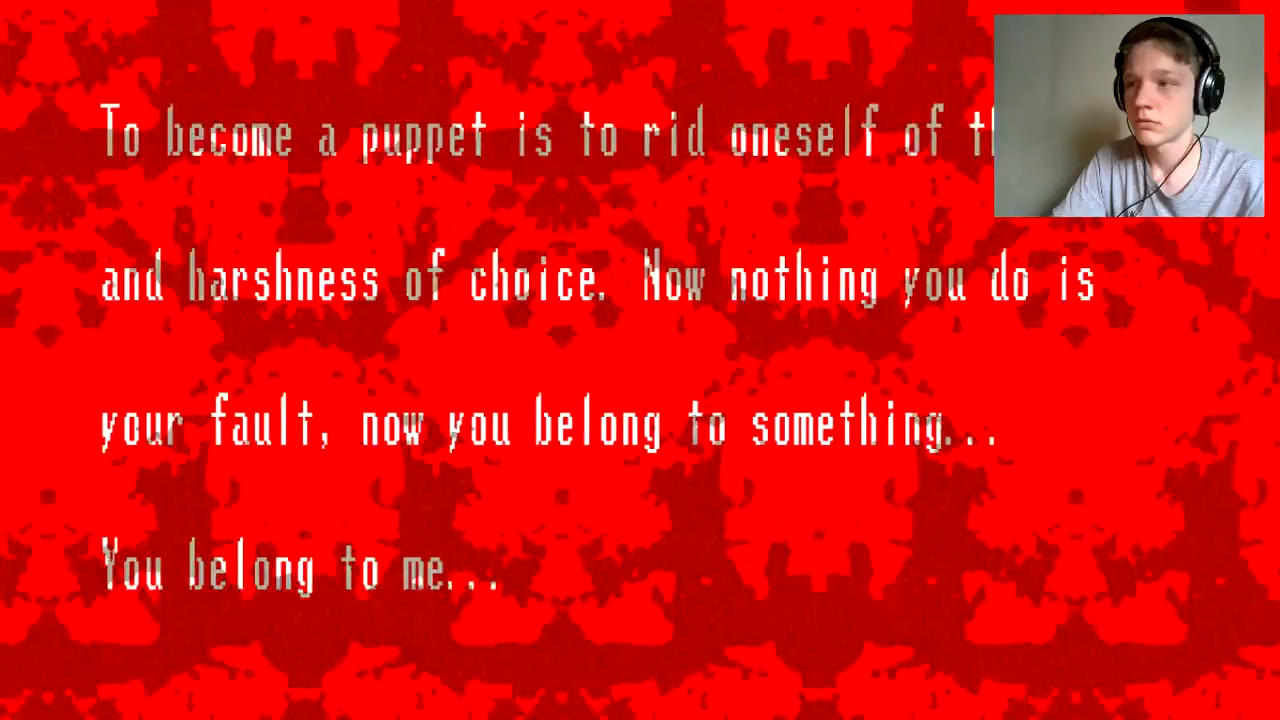 To become a puppet is to rid oneself of
and harshness of choice. Now nothing you do is
your fault, now you belong to something...
You belong to me...